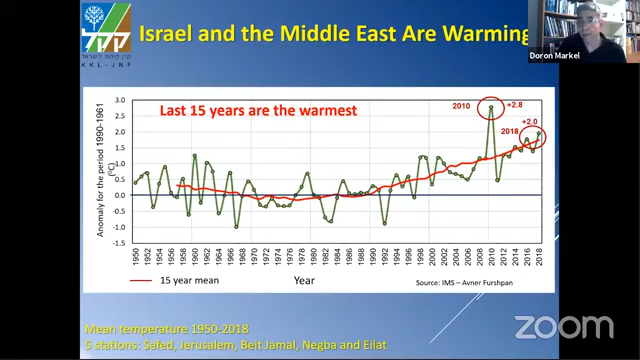 קרן קימת לישראל
KKL-JNF
Israel and the Middle East Are Warming
Doron Markel
Last 15 years are the warmest
2010
+2.8
+2.0
2018
Anomaly for the period 1990-1961
(°C)
3.0
2.5
2.0
1.5
1.0
0.5
0.0
-0.5
-1.0
-1.5
1950 1952 1954 1956 1958 1960 1962 1964 1966 1968 1970 1972 1974 1976 1978 1980 1982 1984 1986 1988 1990 1992 1994 1996 1998 2000 2002 2004 2006 2008 2010 2012 2014 2016 2018
15 year mean
Year
Source: IMS – Avner Furshpan
Mean temperature 1950-2018
5 stations: Safed, Jerusalem, Beit Jamal, Negba and Eilat
zoom